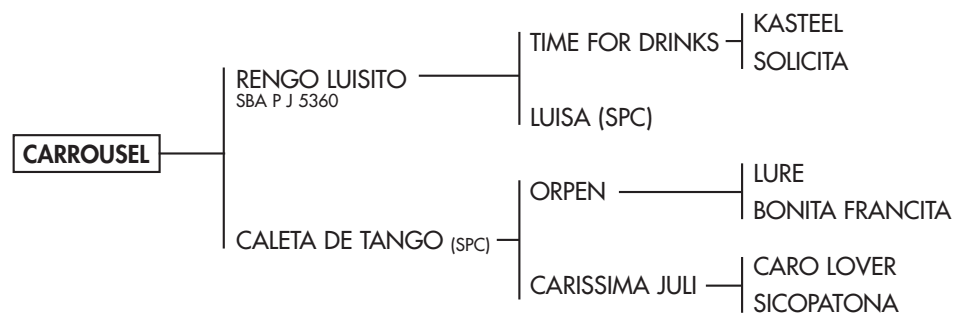 KASTEEL
TIME FOR DRINKS
SOLICITA
RENGO LUISITO
SBA P J 5360
LUISA (SPC)
CARROUSEL
LURE
ORPEN
BONITA FRANCITA
CALETA DE TANGO (SPC)
CARO LOVER
CARISSIMA JULI
SICOPATONA